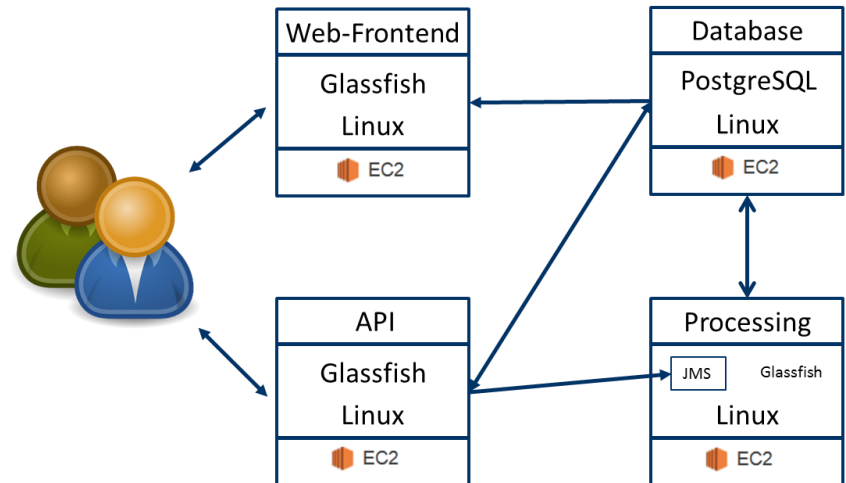 Web-Frontend
Glassfish
Linux
EC2
Database
PostgreSQL
Linux
EC2
API
Glassfish
Linux
EC2
Processing
JMS Glassfish
Linux
EC2